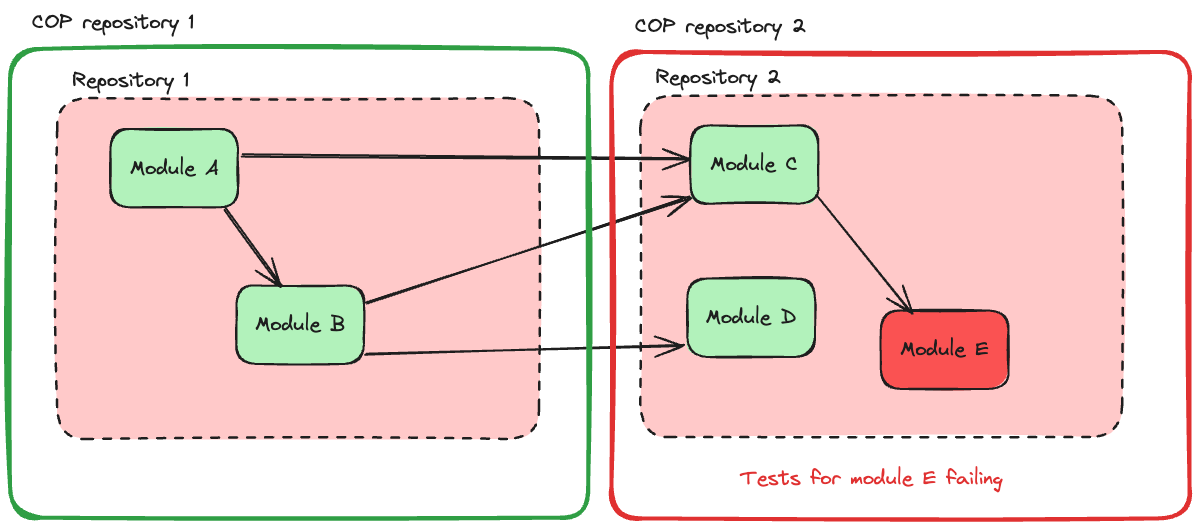 COP repository 1
COP repository 2
Repository 1
Repository 2
Module A
Module C
Module B
Module D
Module E
Tests for module E failing